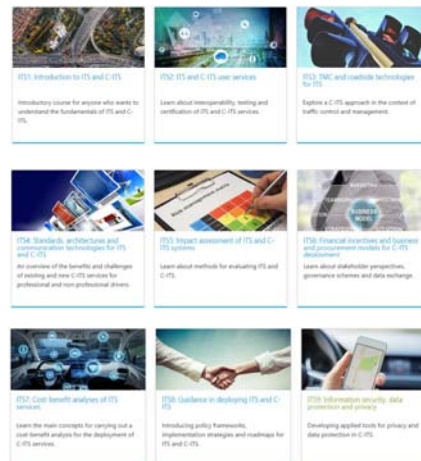 ITS1: Introduction to ITS and C-ITS
Introductory course for anyone who wants to
understand the fundamentals of ITS and C-
ITS.
ITS2: ITS and C-ITS user services
Learn about interoperability, testing and
certification of ITS and C-ITS services.
ITS3: TMC and roadside technologies
for ITS
Explore a C-ITS approach in the context of
traffic control and management.
ITS4: Standards, architectures and
communication technologies for ITS
and C-ITS
An overview of the benefits and challenges
of existing and new C-ITS services for
professional and non-professional drivers.
ITS5: Impact assessment of ITS and C-
ITS systems
Learn about methods for evaluating ITS and
C-ITS.
BUSINESS
MODEL
ITS6: Financial incentives and business
and procurement models for C-ITS
deployment
Learn about stakeholder perspectives,
governance schemes and data exchange.
ITS7: Cost-benefit analyses of ITS
services
Learn the main concepts for carrying out a
cost-benefit analysis for the deployment of
C-ITS services.
ITS8: Guidance in deploying ITS and C-
ITS
Introducing policy frameworks,
implementation strategies and roadmaps for
ITS and C-ITS.
ITS9: Information security, data
protection and privacy
Developing applied tools for privacy and
data protection in C-ITS.